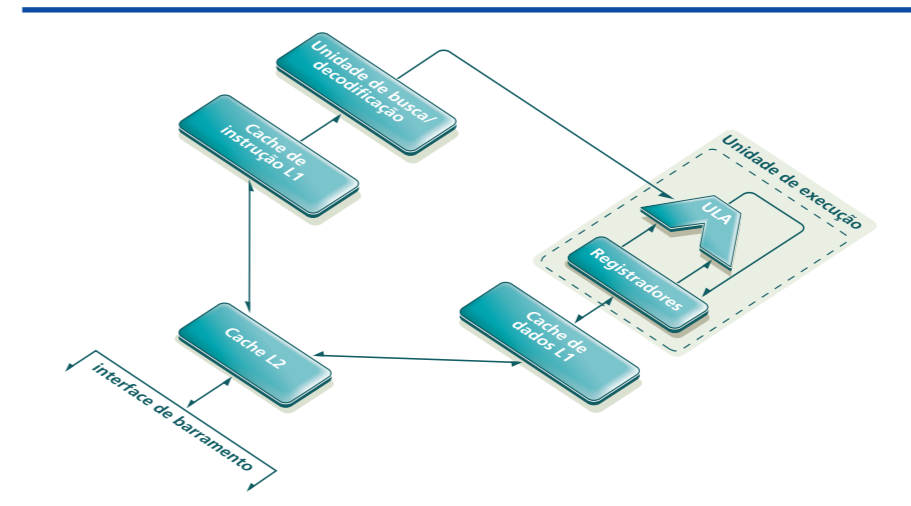 Unidade de busca/
decodificação
Cache de
instrução L1
Unidade de execução
ULA
Registradores
Cache de
dados L1
Cache L2
interface de barramento